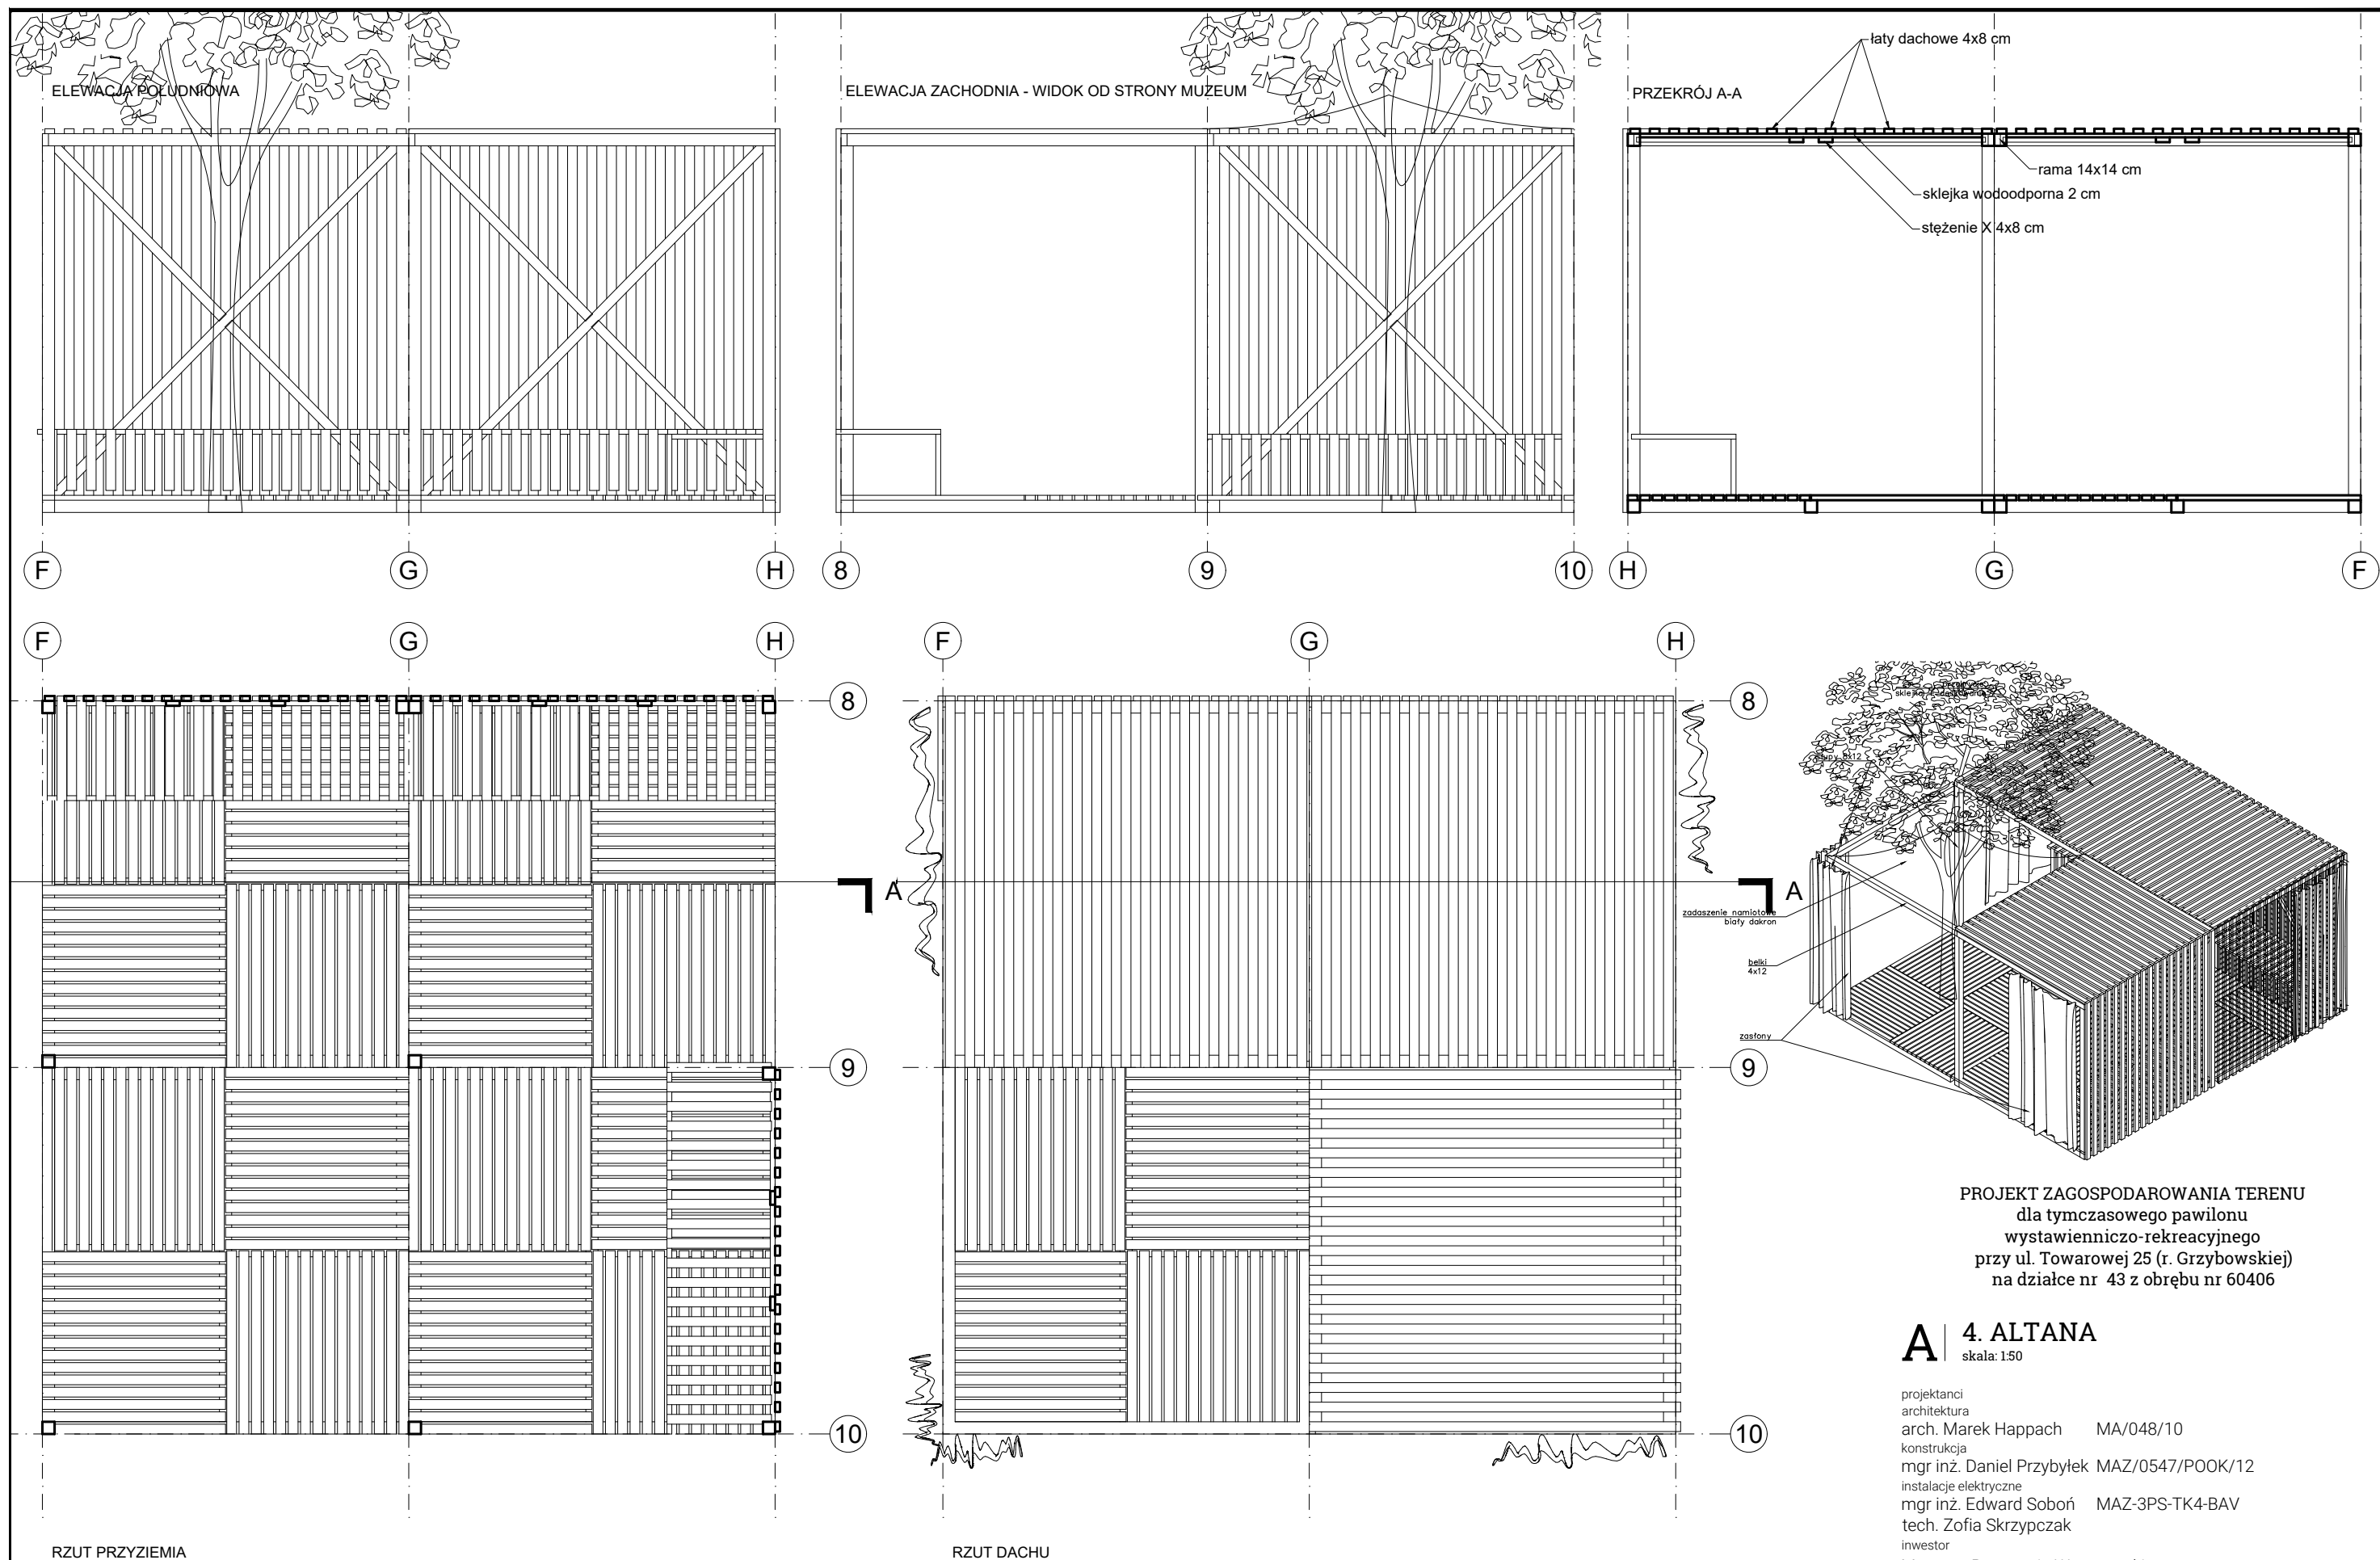 ELEWACJA POŁUDNIOWA
ELEWACJA ZACHODNIA - WIDOK OD STRONY MUZEUM
PRZEKRÓJ A-A
łaty dachowe 4x8 cm
rama 14x14 cm
sklejka wodoodporna 2 cm
stężenie X 4x8 cm
F
G
H
8
9
10
H
G
F
F
G
H
8
A
9
10
RZUT PRZYZIEMIA
F
G
H
8
A
9
10
RZUT DACHU
zadaszenie namiotowe
biały dakron
belki
4x12
zasłony
PROJEKT ZAGOSPODAROWANIA TERENU
dla tymczasowego pawilonu
wystawienniczo-rekreacyjnego
przy ul. Towarowej 25 (r. Grzybowskiej)
na działce nr 43 z obrębu nr 60406
A 4. ALTANA
skala: 1:50
projektanci
architektura
arch. Marek Happach MA/048/10
konstrukcja
mgr inż. Daniel Przybyłek MAZ/0547/POOK/12
instalacje elektryczne
mgr inż. Edward Soboń MAZ-3PS-TK4-BAV
tech. Zofia Skrzypczak
inwestor